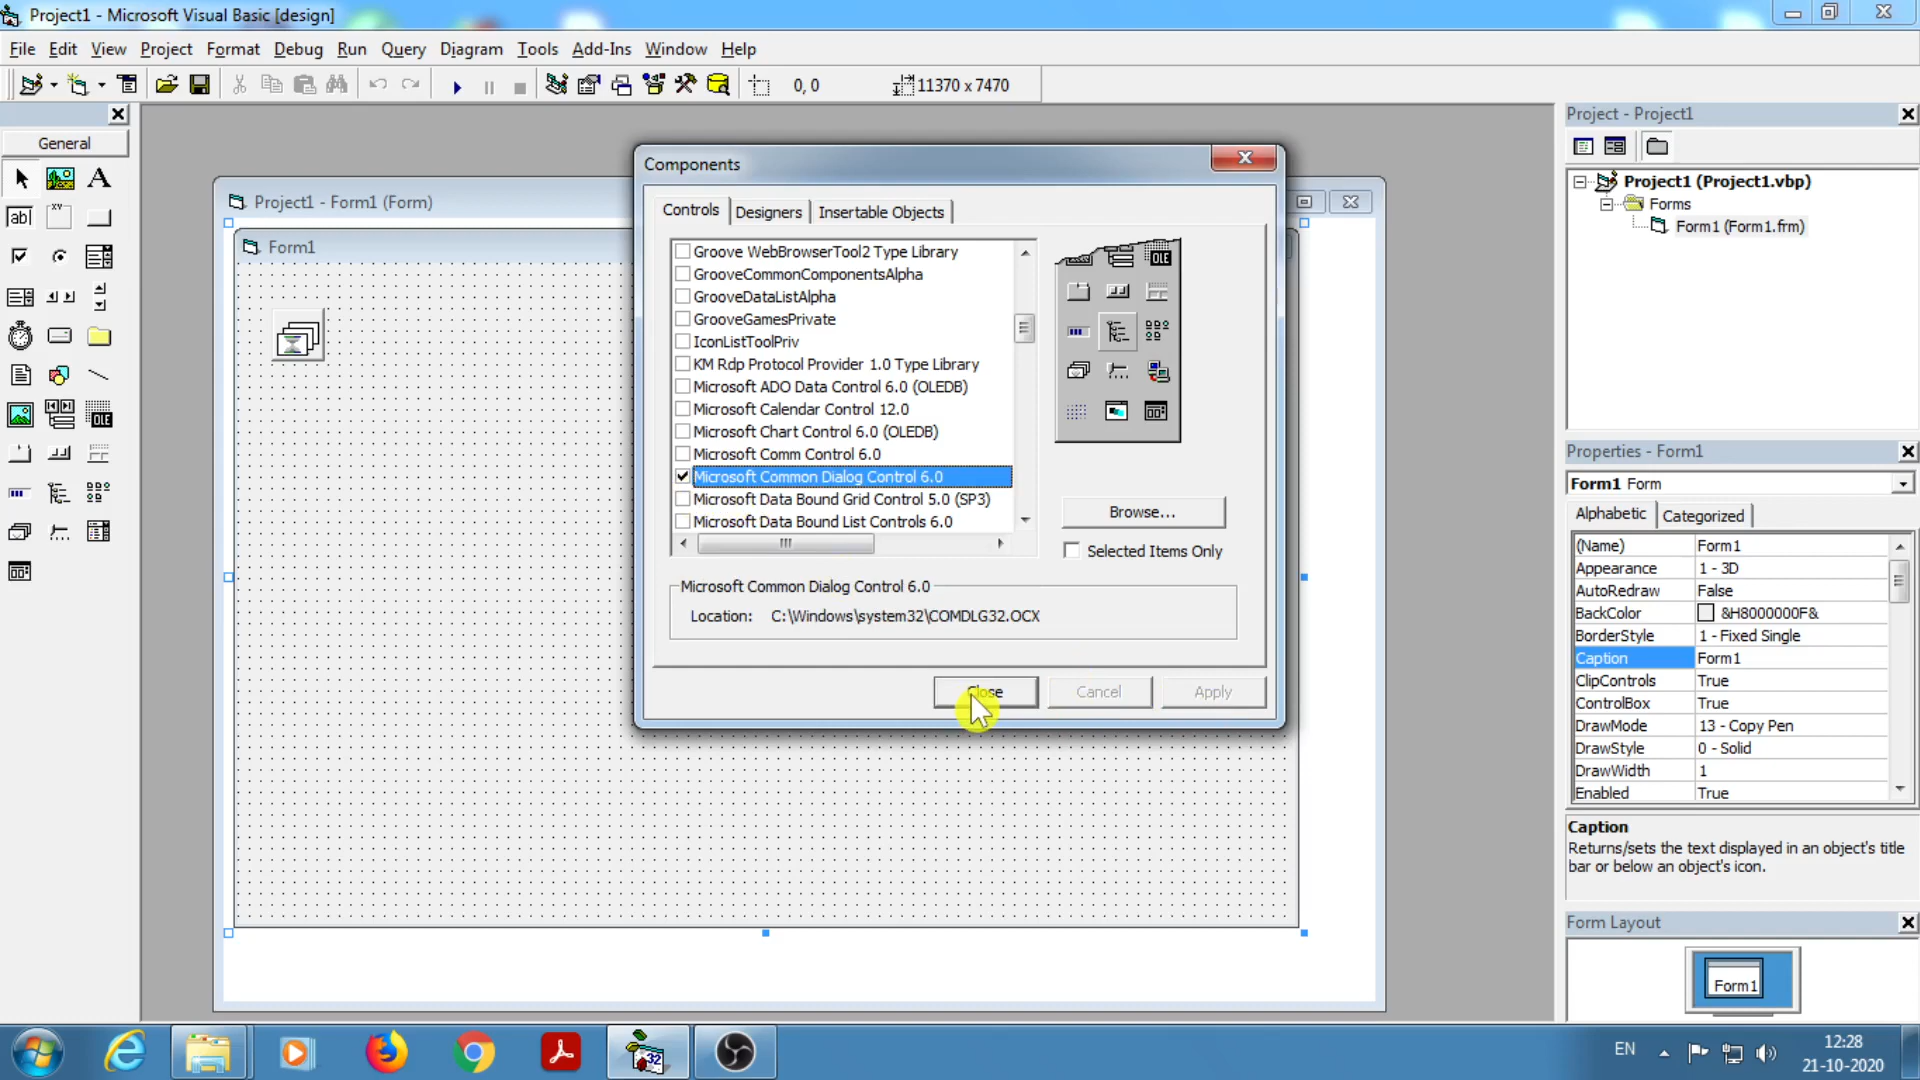 Project1 - Microsoft Visual Basic [design]
File Edit View Project Format Debug Run Query Diagram Tools Add-Ins Window Help
0, 0
11370 x 7470
General
A
ab
XY
OLE
Project1 - Form1 (Form)
Form1
Components
Controls
Designers
Insertable Objects
Groove WebBrowserTool2 Type Library
GrooveCommonComponentsAlpha
GrooveDataListAlpha
GrooveGamesPrivate
IconListToolPriv
KM Rdp Protocol Provider 1.0 Type Library
Microsoft ADO Data Control 6.0 (OLEDB)
Microsoft Calendar Control 12.0
Microsoft Chart Control 6.0 (OLEDB)
Microsoft Comm Control 6.0
Microsoft Common Dialog Control 6.0
Microsoft Data Bound Grid Control 5.0 (SP3)
Microsoft Data Bound List Controls 6.0
OLE
Browse...
Selected Items Only
Microsoft Common Dialog Control 6.0
Location: C:\Windows\system32\COMDLG32.OCX
Close
Cancel
Apply
Project - Project1
Project1 (Project1.vbp)
Forms
Form1 (Form1.frm)
Properties - Form1
Form1 Form
Alphabetic
Categorized
(Name) Form1
Appearance 1 - 3D
AutoRedraw False
BackColor &H8000000F&
BorderStyle 1 - Fixed Single
Caption Form1
ClipControls True
ControlBox True
DrawMode 13 - Copy Pen
DrawStyle 0 - Solid
DrawWidth 1
Enabled True
Caption
Returns/sets the text displayed in an object's title
bar or below an object's icon.
Form Layout
Form1
32
EN
12:28
21-10-2020